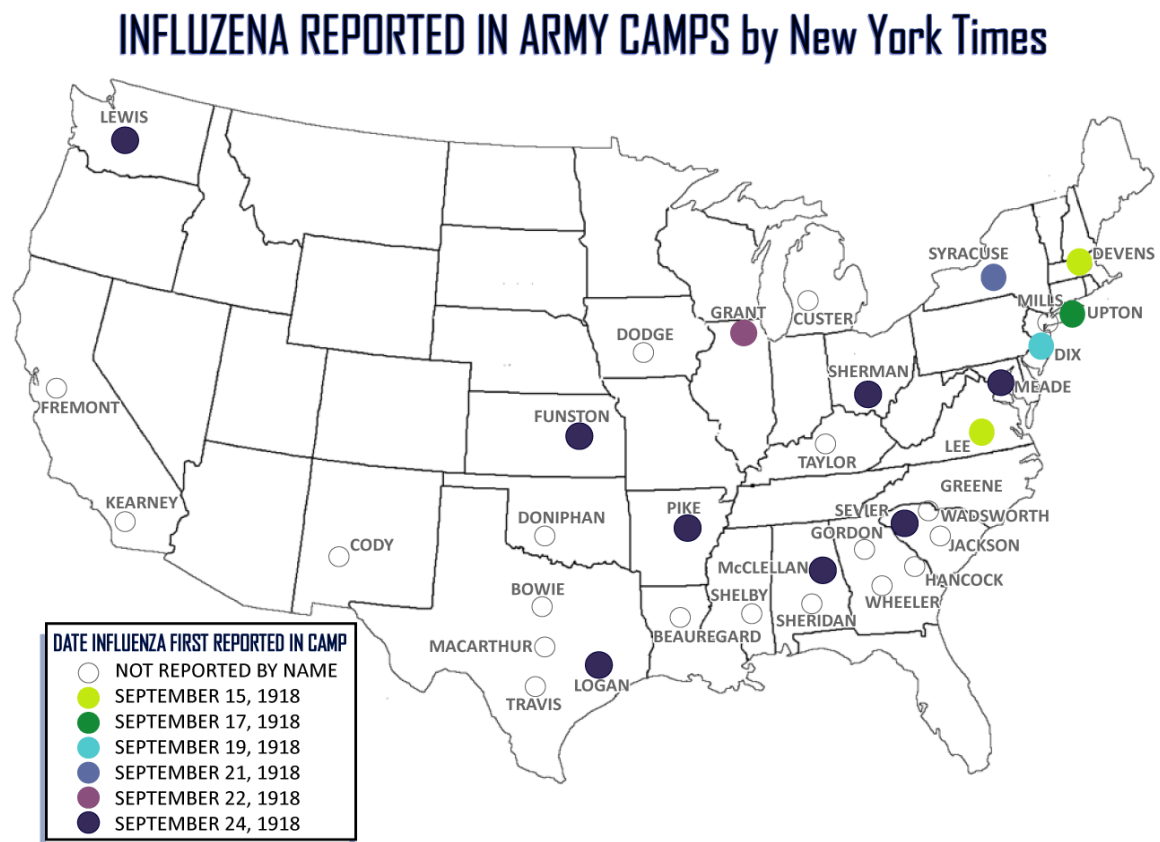 INFLUZENA REPORTED IN ARMY CAMPS by New York Times
LEWIS
SYRACUSE
DEVENS
MILLS
UPTON
GRANT
CUSTER
DODGE
DIX
SHERMAN
MEADE
FREMONT
FUNSTON
LEE
TAYLOR
GREENE
KEARNEY
PIKE
SEVIER
WADSWORTH
DONIPHAN
GORDON
JACKSON
CODY
McCLELLAN
HANCOCK
BOWIE
SHELBY
WHEELER
SHERIDAN
BEAUREGARD
MACARTHUR
LOGAN
TRAVIS
DATE INFLUENZA FIRST REPORTED IN CAMP
NOT REPORTED BY NAME
SEPTEMBER 15, 1918
SEPTEMBER 17, 1918
SEPTEMBER 19, 1918
SEPTEMBER 21, 1918
SEPTEMBER 22, 1918
SEPTEMBER 24, 1918